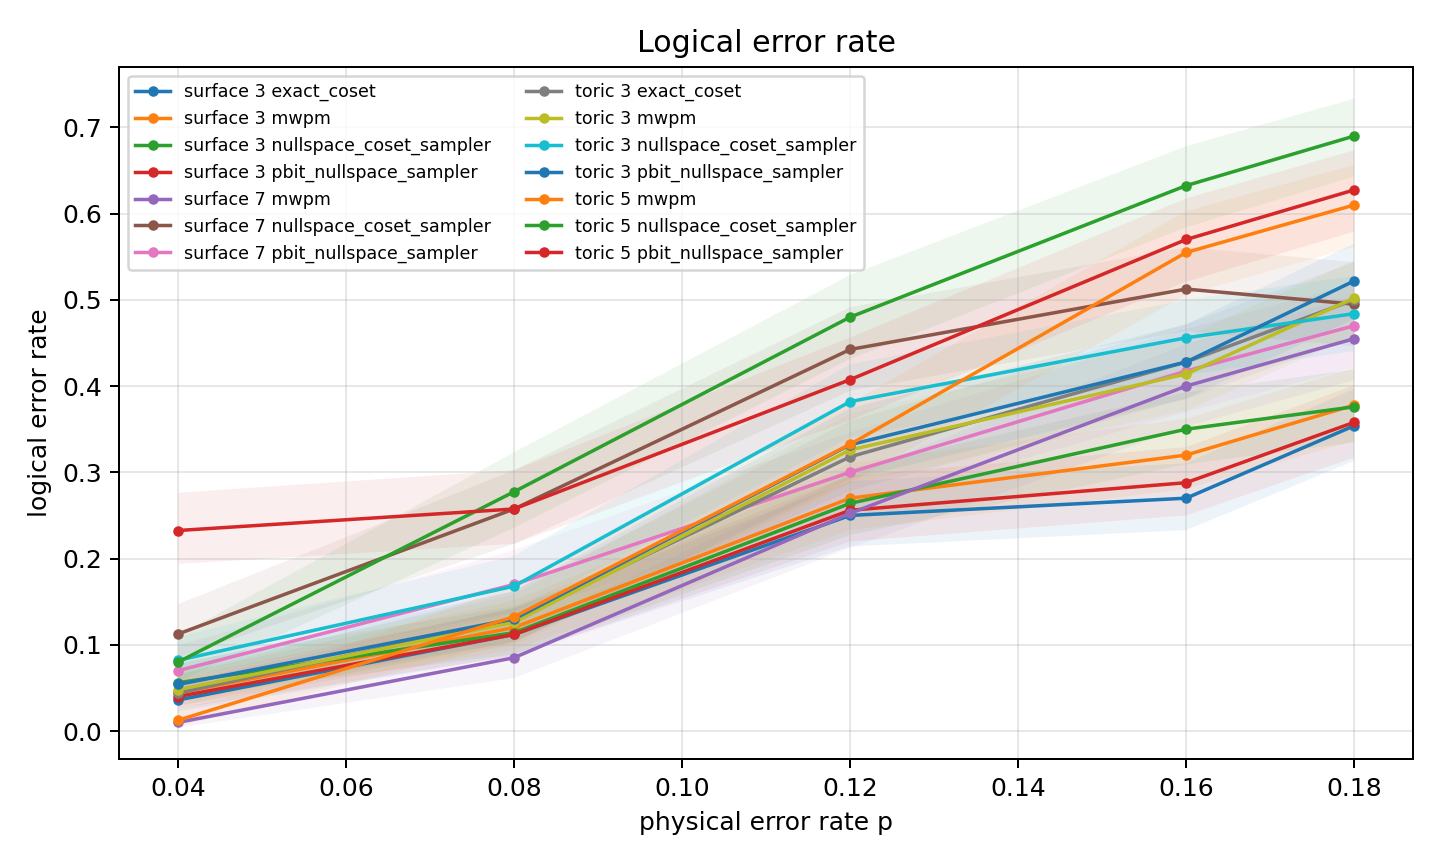 Logical error rate
surface 3 exact_coset
surface 3 mwpm
surface 3 nullspace_coset_sampler
surface 3 pbit_nullspace_sampler
surface 7 mwpm
surface 7 nullspace_coset_sampler
surface 7 pbit_nullspace_sampler
toric 3 exact_coset
toric 3 mwpm
toric 3 nullspace_coset_sampler
toric 3 pbit_nullspace_sampler
toric 5 mwpm
toric 5 nullspace_coset_sampler
toric 5 pbit_nullspace_sampler
logical error rate
0.7
0.6
0.5
0.4
0.3
0.2
0.1
0.0
0.04 0.06 0.08 0.10 0.12 0.14 0.16 0.18
physical error rate p